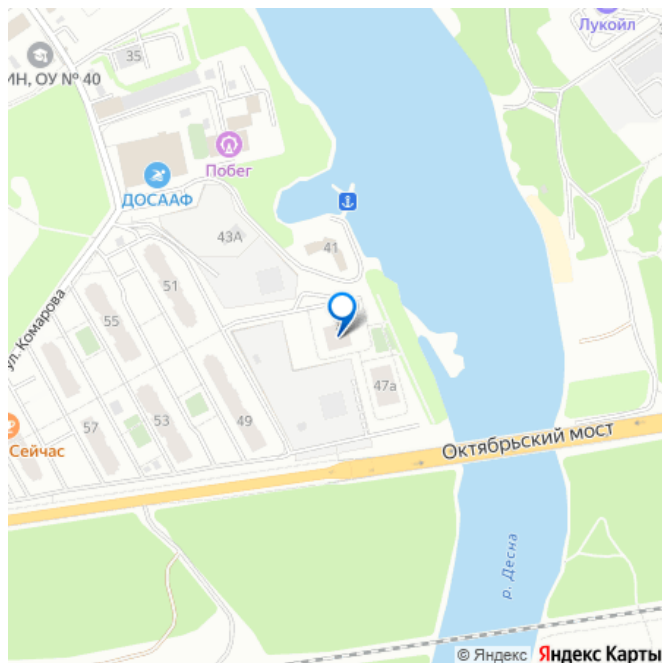 Лукойл
35
ИН, ОУ № 40
Побег
ДОСААФ
43А
41
51
ул. Комарова
55
47а
57
53
49
Сейчас
Октябрьский мост
р. Десна
© Яндекс Яндекс Карты